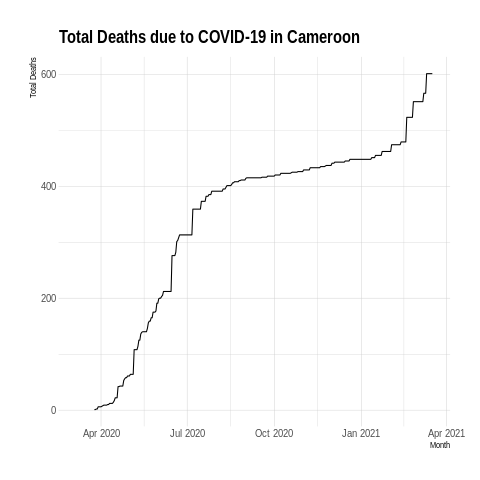 Total Deaths due to COVID-19 in Cameroon
Total Deaths
600
400
200
0
Apr 2020 Jul 2020 Oct 2020 Jan 2021 Apr 2021
Month